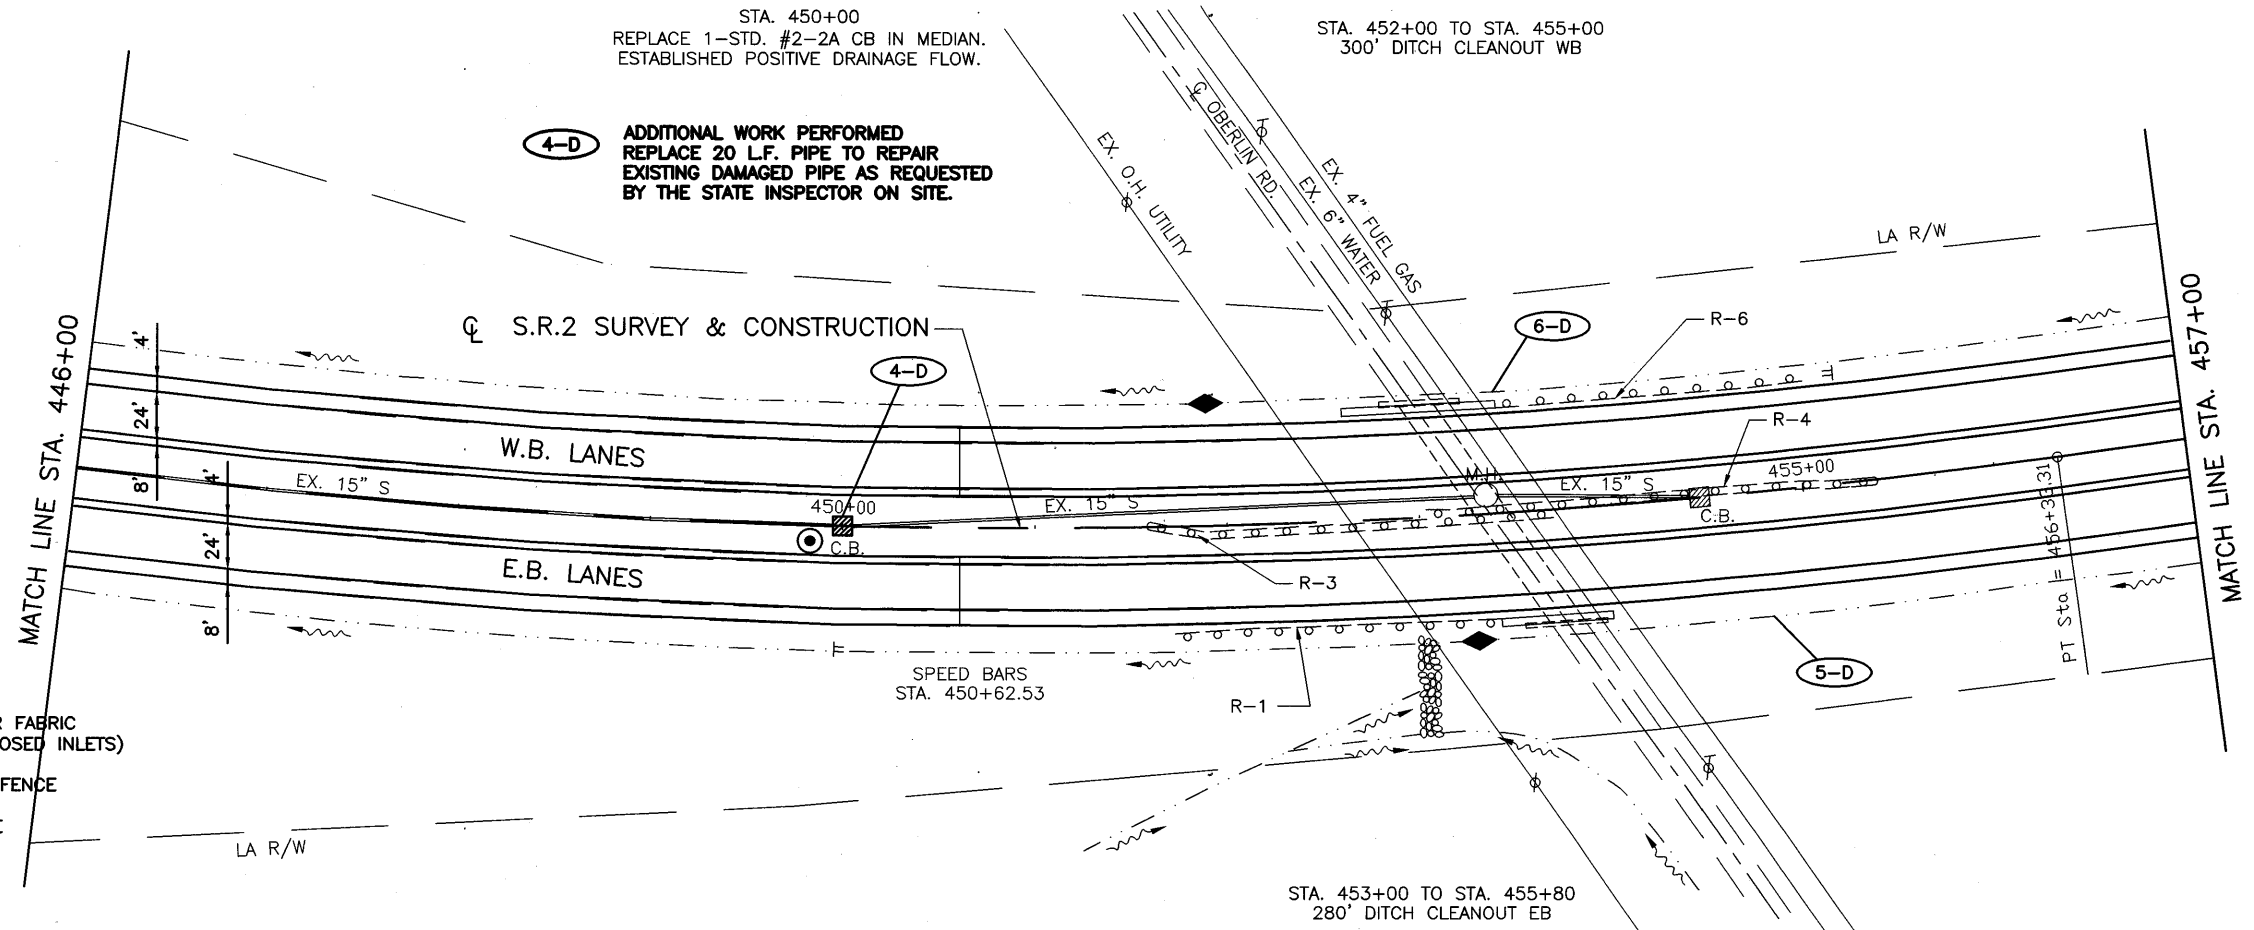 STA. 450+00
REPLACE 1-STD. #2-2A CB IN MEDIAN.
ESTABLISHED POSITIVE DRAINAGE FLOW.
STA. 452+00 TO STA. 455+00
300' DITCH CLEANOUT WB
4-D
ADDITIONAL WORK PERFORMED
REPLACE 20 L.F. PIPE TO REPAIR
EXISTING DAMAGED PIPE AS REQUESTED
BY THE STATE INSPECTOR ON SITE.
EX. O.H. UTILITY
℄ OBERLIN RD.
EX. 6" WATER
EX. 4" FUEL GAS
LA R/W
MATCH LINE STA. 446+00
MATCH LINE STA. 457+00
℄ S.R.2 SURVEY & CONSTRUCTION
4-D
6-D
R-6
R-4
4'
24'
8'
4'
24'
8'
W.B. LANES
EX. 15" S
450+00
EX. 15" S
M.H.
EX. 15" S
455+00
C.B.
C.B.
E.B. LANES
R-3
R-1
5-D
SPEED BARS
STA. 450+62.53
R FABRIC
OSED INLETS)
FENCE
LA R/W
STA. 453+00 TO STA. 455+80
280' DITCH CLEANOUT EB